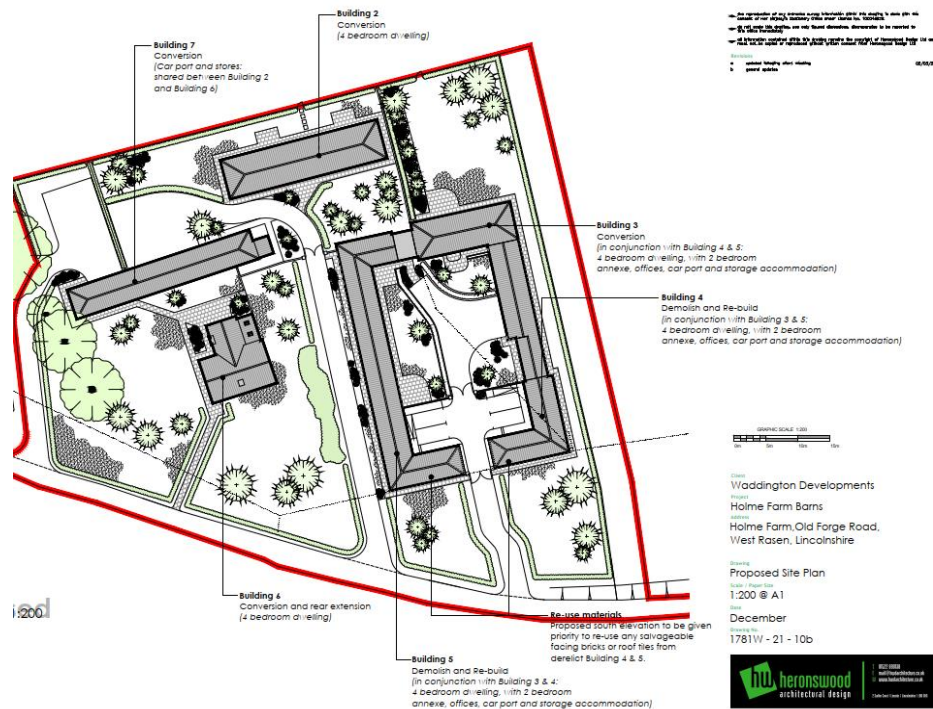 Building 2
Conversion
(4 bedroom dwelling)
Building 7
Conversion
(Car port and stores:
shared between Building 2
and Building 6)
Building 3
Conversion
(in conjunction with Building 4 & 5:
4 bedroom dwelling, with 2 bedroom
annexe, offices, car port and storage accommodation)
Building 4
Demolish and Re-build
(in conjunction with Building 3 & 5:
4 bedroom dwelling, with 2 bedroom
annexe, offices, car port and storage accommodation)
Building 6
Conversion and rear extension
(4 bedroom dwelling)
Re-use materials
Proposed south elevation to be given
priority to re-use any salvageable
facing bricks or roof tiles from
derelict Building 4 & 5.
Building 5
Demolish and Re-build
(in conjunction with Building 3 & 4:
4 bedroom dwelling, with 2 bedroom
annexe, offices, car port and storage accommodation)
:200
GRAPHIC SCALE 1:200
0m 5m 10m 15m
Client
Waddington Developments
Project
Holme Farm Barns
Address
Holme Farm,Old Forge Road,
West Rasen, Lincolnshire
Drawing
Proposed Site Plan
Scale / Paper Size
1:200 @ A1
Date
December
Drawing No.
1781W - 21 - 10b
hw heronswood
architectural design